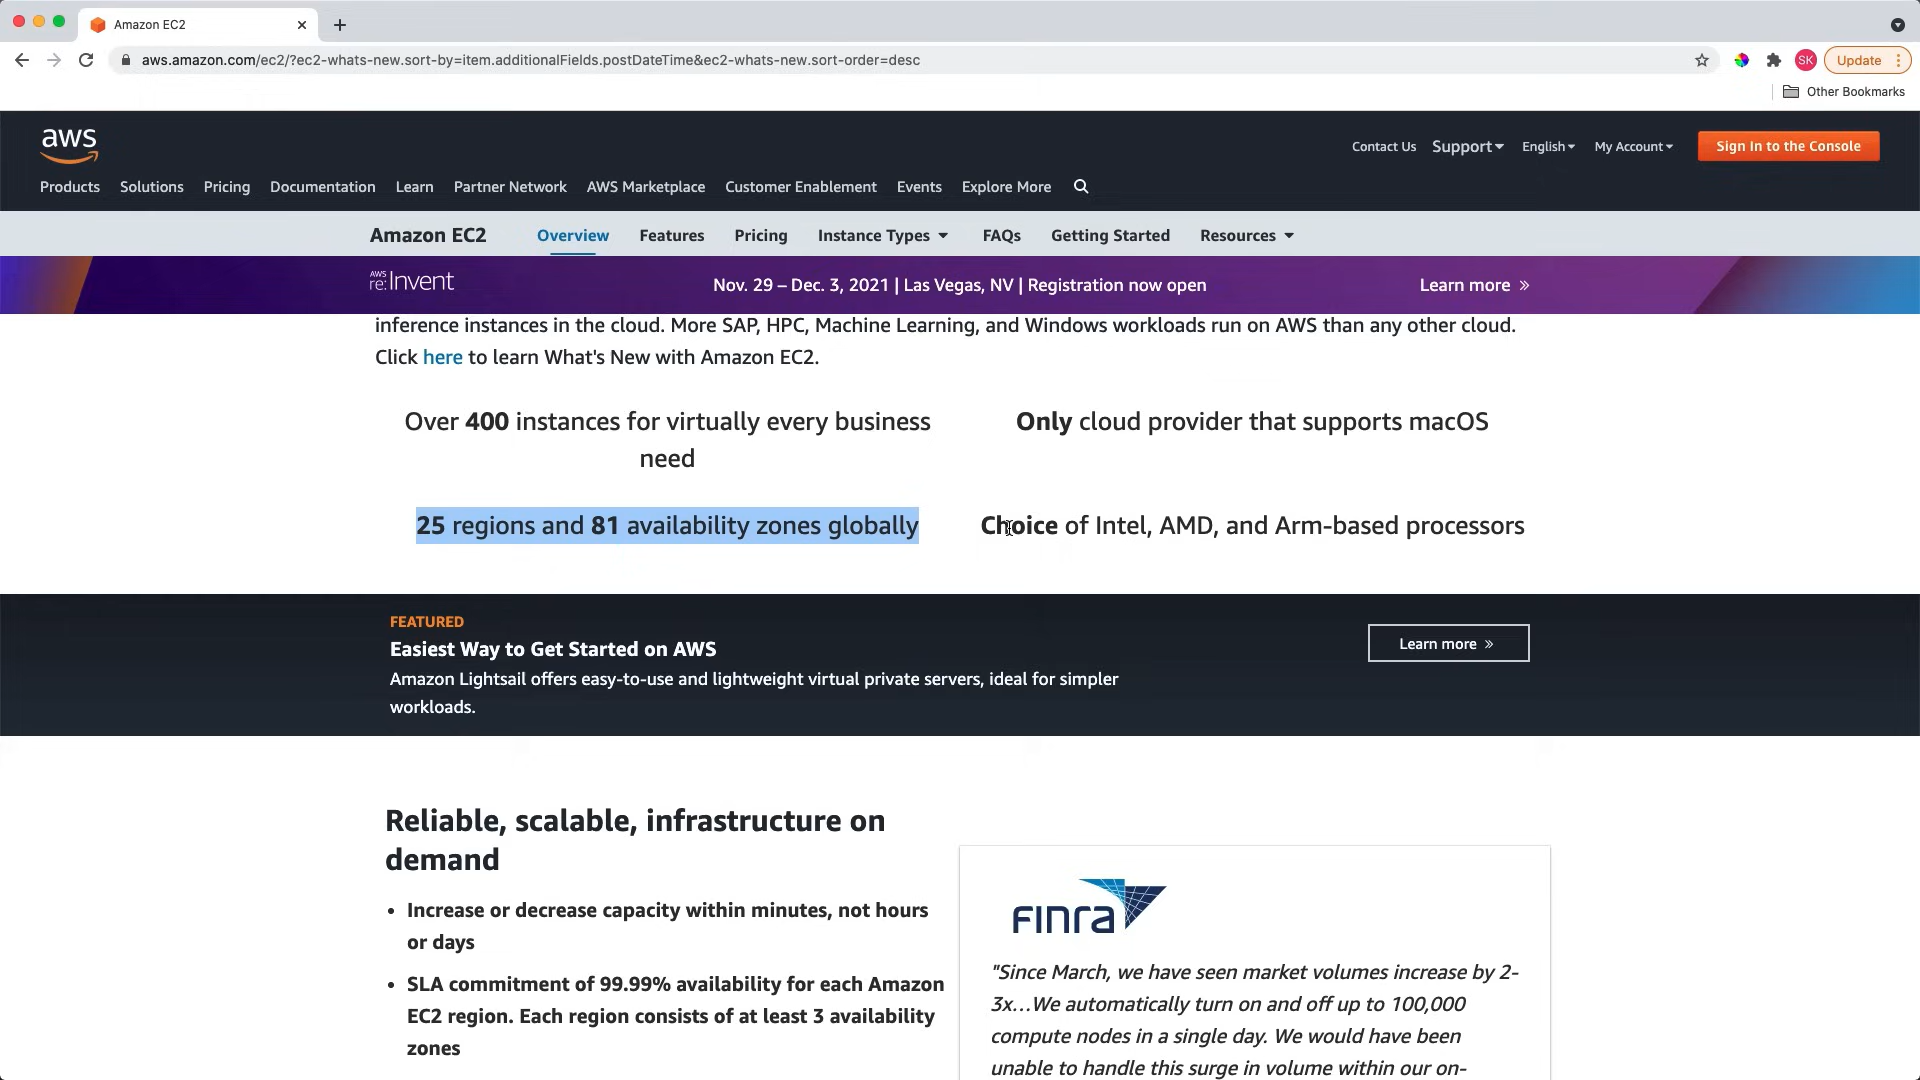 Amazon EC2
aws.amazon.com/ec2/?ec2-whats-new.sort-by=item.additionalFields.postDateTime&ec2-whats-new.sort-order=desc
SK
Update
Other Bookmarks
aws
Contact Us Support English My Account Sign In to the Console
Products Solutions Pricing Documentation Learn Partner Network AWS Marketplace Customer Enablement Events Explore More
Amazon EC2 Overview Features Pricing Instance Types FAQs Getting Started Resources
AWS
re:Invent
Nov. 29 – Dec. 3, 2021 | Las Vegas, NV | Registration now open
Learn more »
inference instances in the cloud. More SAP, HPC, Machine Learning, and Windows workloads run on AWS than any other cloud.
Click here to learn What's New with Amazon EC2.
Over 400 instances for virtually every business
need
Only cloud provider that supports macOS
25 regions and 81 availability zones globally
Choice of Intel, AMD, and Arm-based processors
FEATURED
Easiest Way to Get Started on AWS
Amazon Lightsail offers easy-to-use and lightweight virtual private servers, ideal for simpler
workloads.
Learn more »
Reliable, scalable, infrastructure on
demand
• Increase or decrease capacity within minutes, not hours
or days
• SLA commitment of 99.99% availability for each Amazon
EC2 region. Each region consists of at least 3 availability
zones
finra
"Since March, we have seen market volumes increase by 2-
3x...We automatically turn on and off up to 100,000
compute nodes in a single day. We would have been
unable to handle this surge in volume within our on-